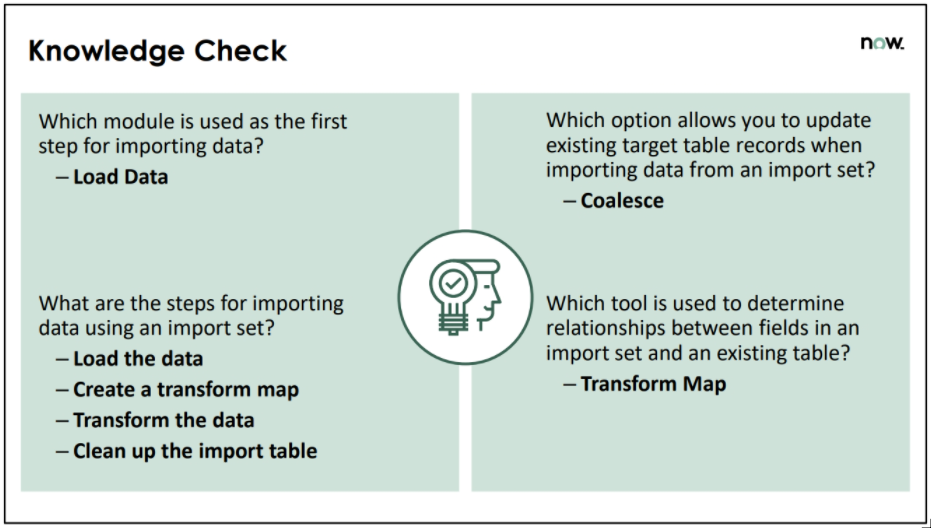 Knowledge Check
now.
Which module is used as the first
step for importing data?
– Load Data
What are the steps for importing
data using an import set?
– Load the data
– Create a transform map
– Transform the data
– Clean up the import table
Which option allows you to update
existing target table records when
importing data from an import set?
– Coalesce
Which tool is used to determine
relationships between fields in an
import set and an existing table?
– Transform Map